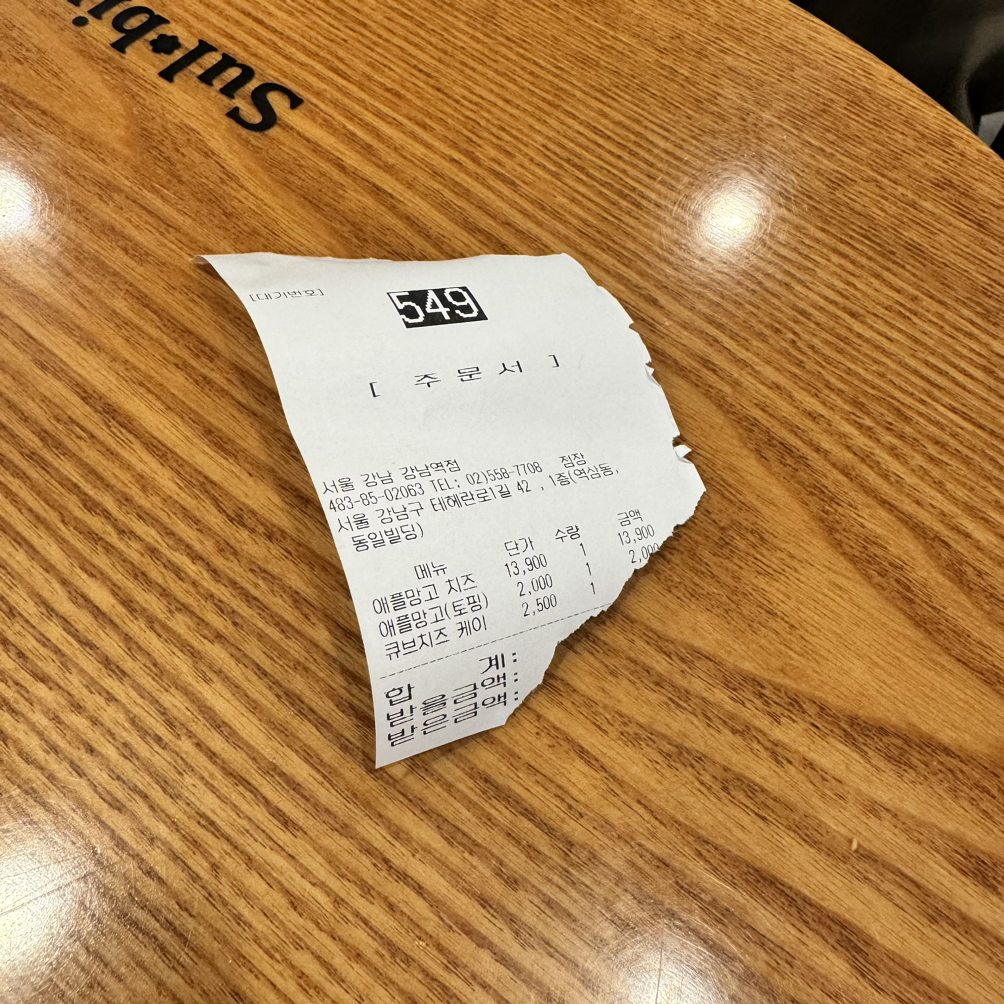 Sul•bi
[대기번호] 549
[ 주 문 서 ]
서울 강남 강남역점
483-85-02063 TEL: 02)558-7708 점장
서울 강남구 테헤란로1길 42 , 1층(역삼동,
동일빌딩)
메뉴 단가 수량 금액
애플망고 치즈 13,900 1 13,900
애플망고(토핑) 2,000 1 2,000
큐브치즈 케이 2,500 1
합 계:
받을금액:
받은금액: